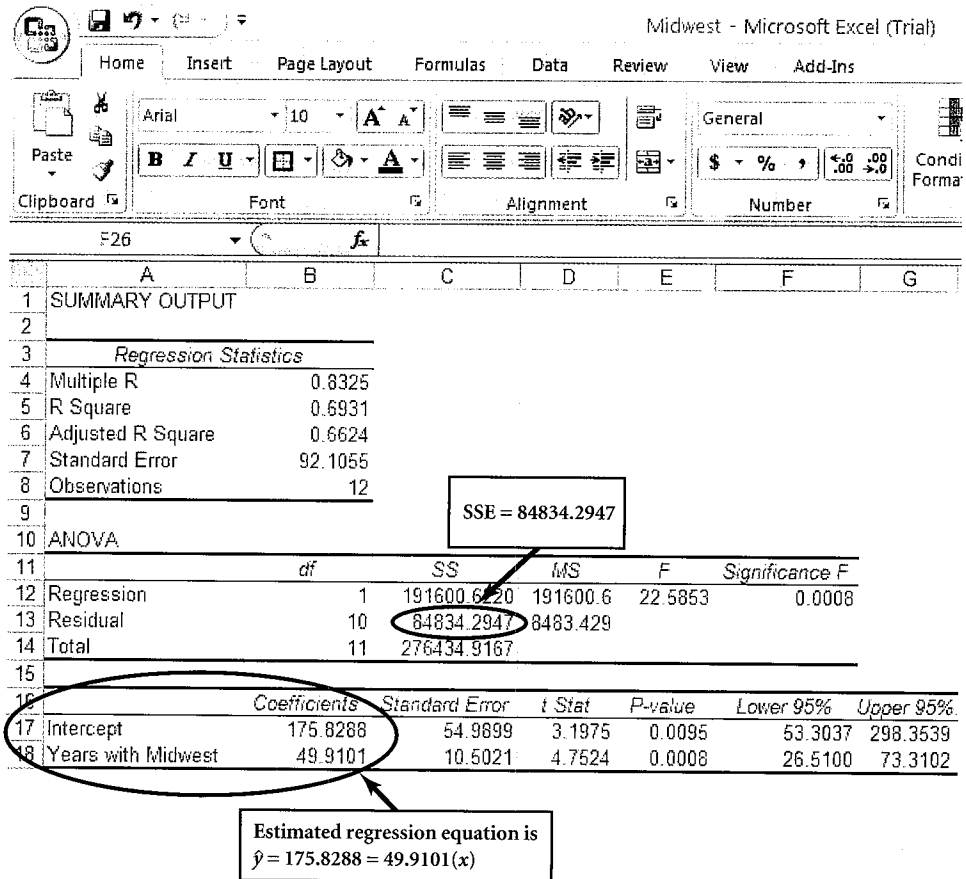 Midwest - Microsoft Excel (Trial)
Home Insert Page Layout Formulas Data Review View Add-Ins
Arial 10 A A General
Paste B I U A $ % , .00 .0 Condi
Format
Clipboard Font Alignment Number
F26 fx
A B C D E F G
1 SUMMARY OUTPUT
2
3 Regression Statistics
4 Multiple R 0.8325
5 R Square 0.6931
6 Adjusted R Square 0.6624
7 Standard Error 92.1055
8 Observations 12
9
SSE = 84834.2947
10 ANOVA
11 df SS MS F Significance F
12 Regression 1 191600.6220 191600.6 22.5853 0.0008
13 Residual 10 84834.2947 8483.429
14 Total 11 276434.9167
15
16 Coefficients Standard Error t Stat P-value Lower 95% Upper 95%
17 Intercept 175.8288 54.9899 3.1975 0.0095 53.3037 298.3539
18 Years with Midwest 49.9101 10.5021 4.7524 0.0008 26.5100 73.3102
Estimated regression equation is
ŷ = 175.8288 = 49.9101(x)